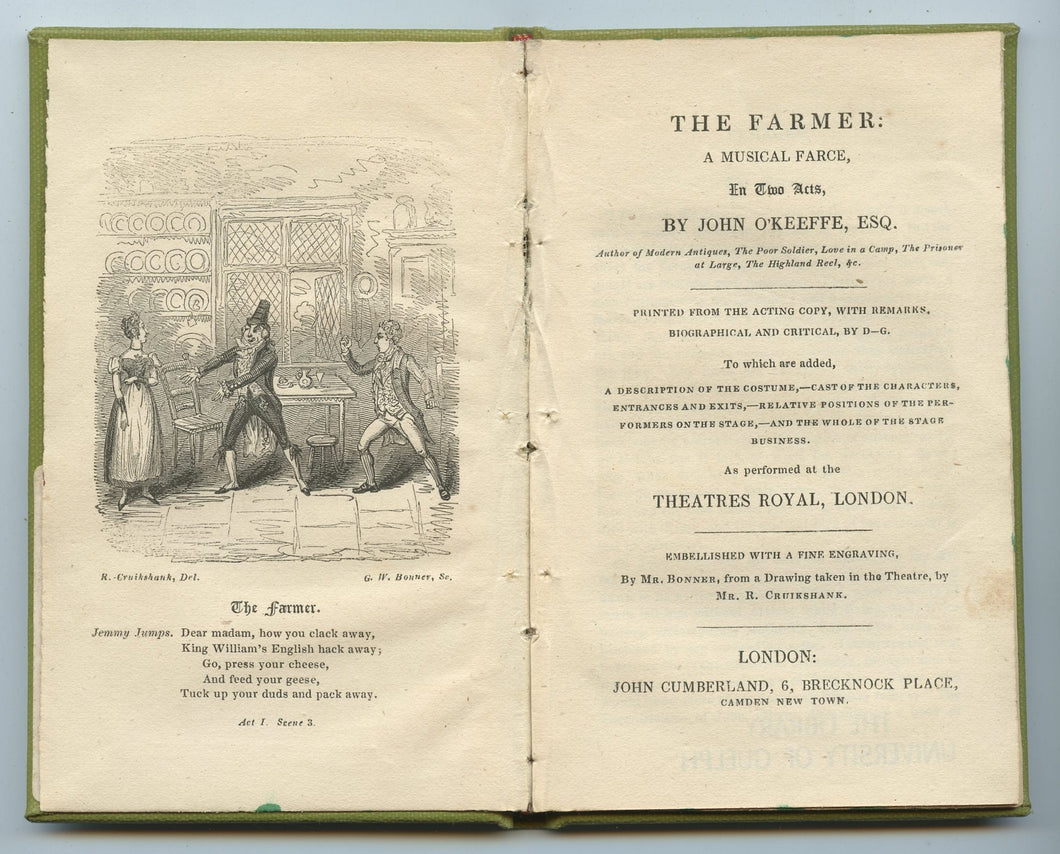 R. Cruikshank, Del. G. W. Bonner, Sc.
The Farmer.
Jemmy Jumps. Dear madam, how you clack away,
King William's English hack away;
Go, press your cheese,
And feed your geese,
Tuck up your duds and pack away.
Act I. Scene 3.
THE FARMER:
A MUSICAL FARCE,
In Two Acts,
BY JOHN O'KEEFFE, ESQ.
Author of Modern Antiques, The Poor Soldier, Love in a Camp, The Prisoner
at Large, The Highland Reel, &c.
PRINTED FROM THE ACTING COPY, WITH REMARKS,
BIOGRAPHICAL AND CRITICAL, BY D—G.
To which are added,
A DESCRIPTION OF THE COSTUME,—CAST OF THE CHARACTERS,
ENTRANCES AND EXITS,—RELATIVE POSITIONS OF THE PER-
FORMERS ON THE STAGE,—AND THE WHOLE OF THE STAGE
BUSINESS.
As performed at the
THEATRES ROYAL, LONDON.
EMBELLISHED WITH A FINE ENGRAVING,
By MR. BONNER, from a Drawing taken in the Theatre, by
MR. R. CRUIKSHANK.
LONDON:
JOHN CUMBERLAND, 6, BRECKNOCK PLACE,
CAMDEN NEW TOWN.
THE LIBRARY
UNIVERSITY OF GUELPH